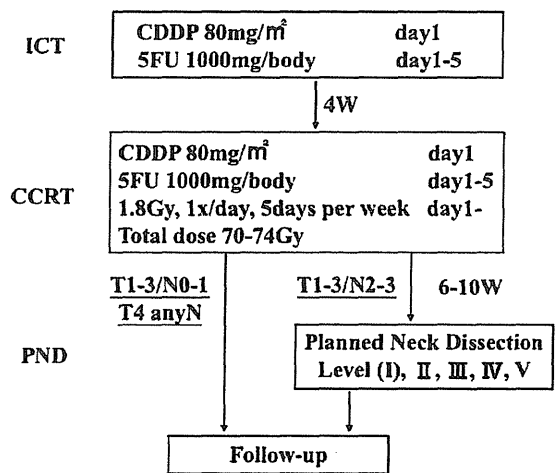 ICT
CDDP 80mg/㎡ day1
5FU 1000mg/body day1-5
4W
CCRT
CDDP 80mg/㎡ day1
5FU 1000mg/body day1-5
1.8Gy, 1x/day, 5days per week day1-
Total dose 70-74Gy
T1-3/N0-1
T4 anyN
T1-3/N2-3 6-10W
PND
Planned Neck Dissection
Level (I), Ⅱ, Ⅲ, Ⅳ, V
Follow-up